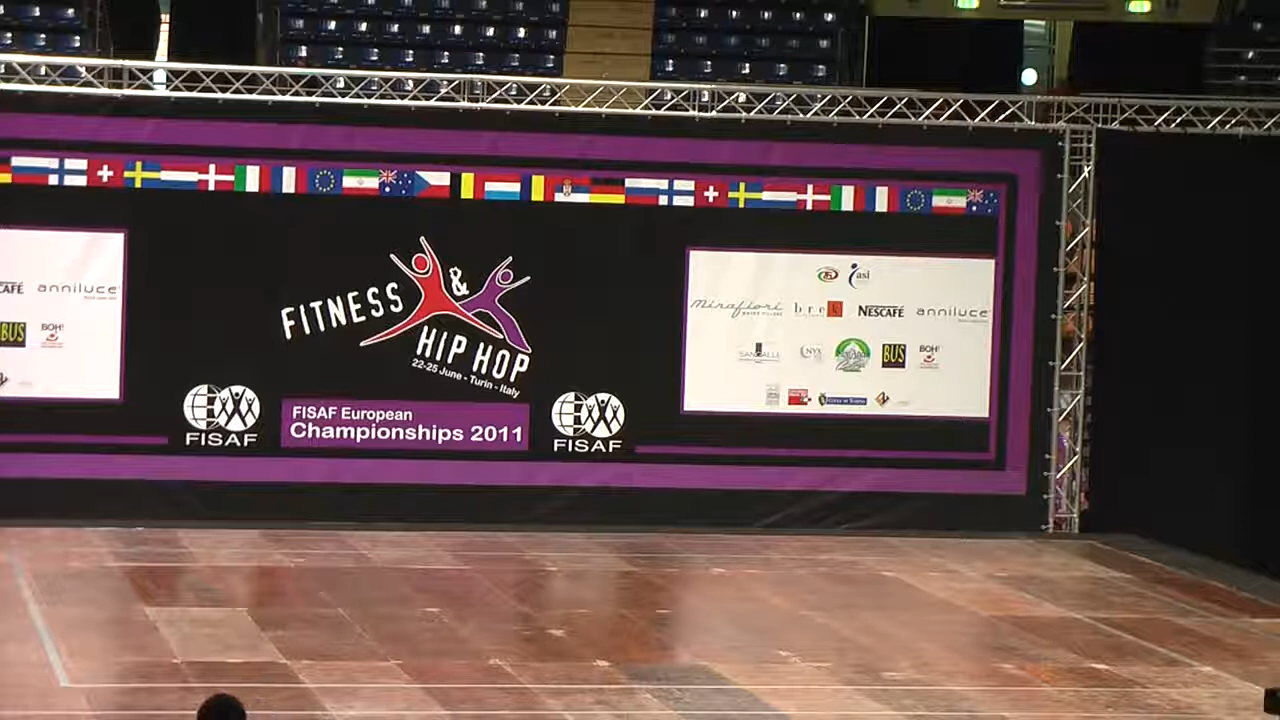 FITNESS
&
HIP HOP
22-25 June - Turin - Italy
FISAF
FISAF European
Championships 2011
FISAF
CAFÉ anniluce
BUS BOH!
asi
Mirafiori brek NESCAFÉ anniluce
BUS BOH!